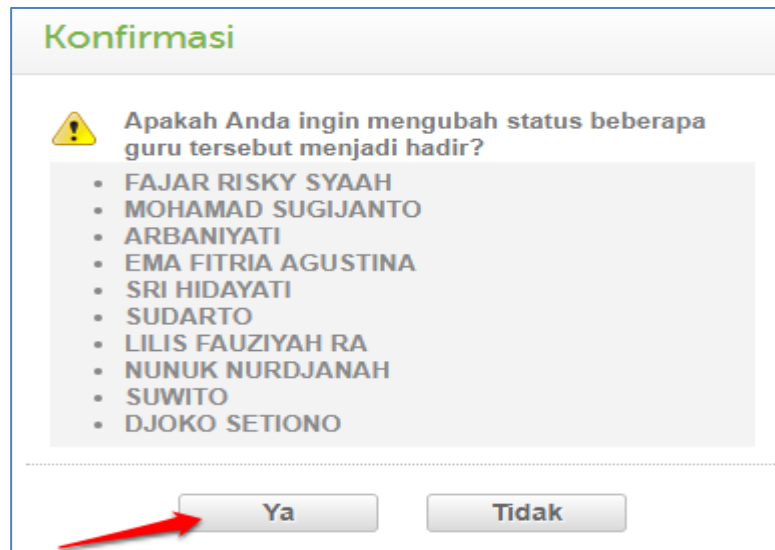 Konfirmasi
Apakah Anda ingin mengubah status beberapa
guru tersebut menjadi hadir?
• FAJAR RISKY SYAAH
• MOHAMAD SUGIJANTO
• ARBANIYATI
• EMA FITRIA AGUSTINA
• SRI HIDAYATI
• SUDARTO
• LILIS FAUZIYAH RA
• NUNUK NURDJANAH
• SUWITO
• DJOKO SETIONO
Ya Tidak